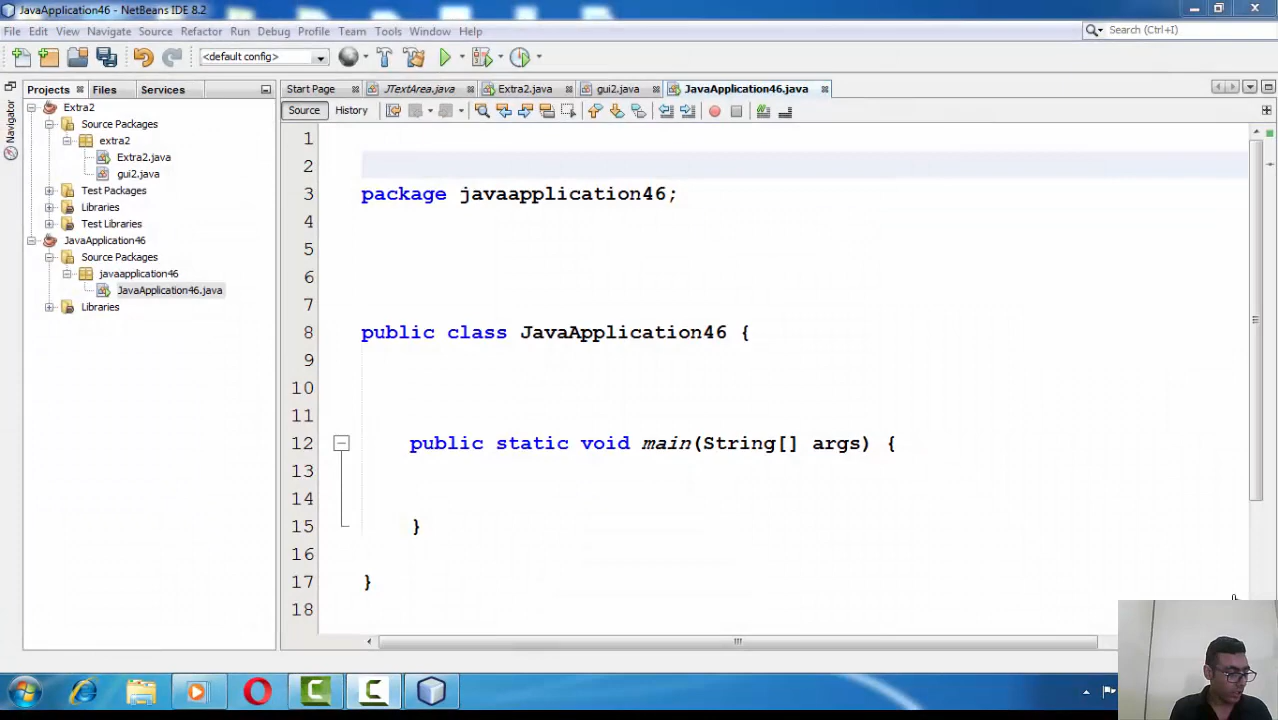 JavaApplication46 - NetBeans IDE 8.2
File Edit View Navigate Source Refactor Run Debug Profile Team Tools Window Help
Search (Ctrl+I)
<default config>
Projects Files Services
Start Page JTextArea.java Extra2.java gui2.java JavaApplication46.java
Navigator
Source History
Extra2
Source Packages
extra2
Extra2.java
gui2.java
Test Packages
Libraries
Test Libraries
JavaApplication46
Source Packages
javaapplication46
JavaApplication46.java
Libraries
1
2
3 package javaapplication46;
4
5
6
7
8 public class JavaApplication46 {
9
10
11
12 public static void main(String[] args) {
13
14
15 }
16
17 }
18